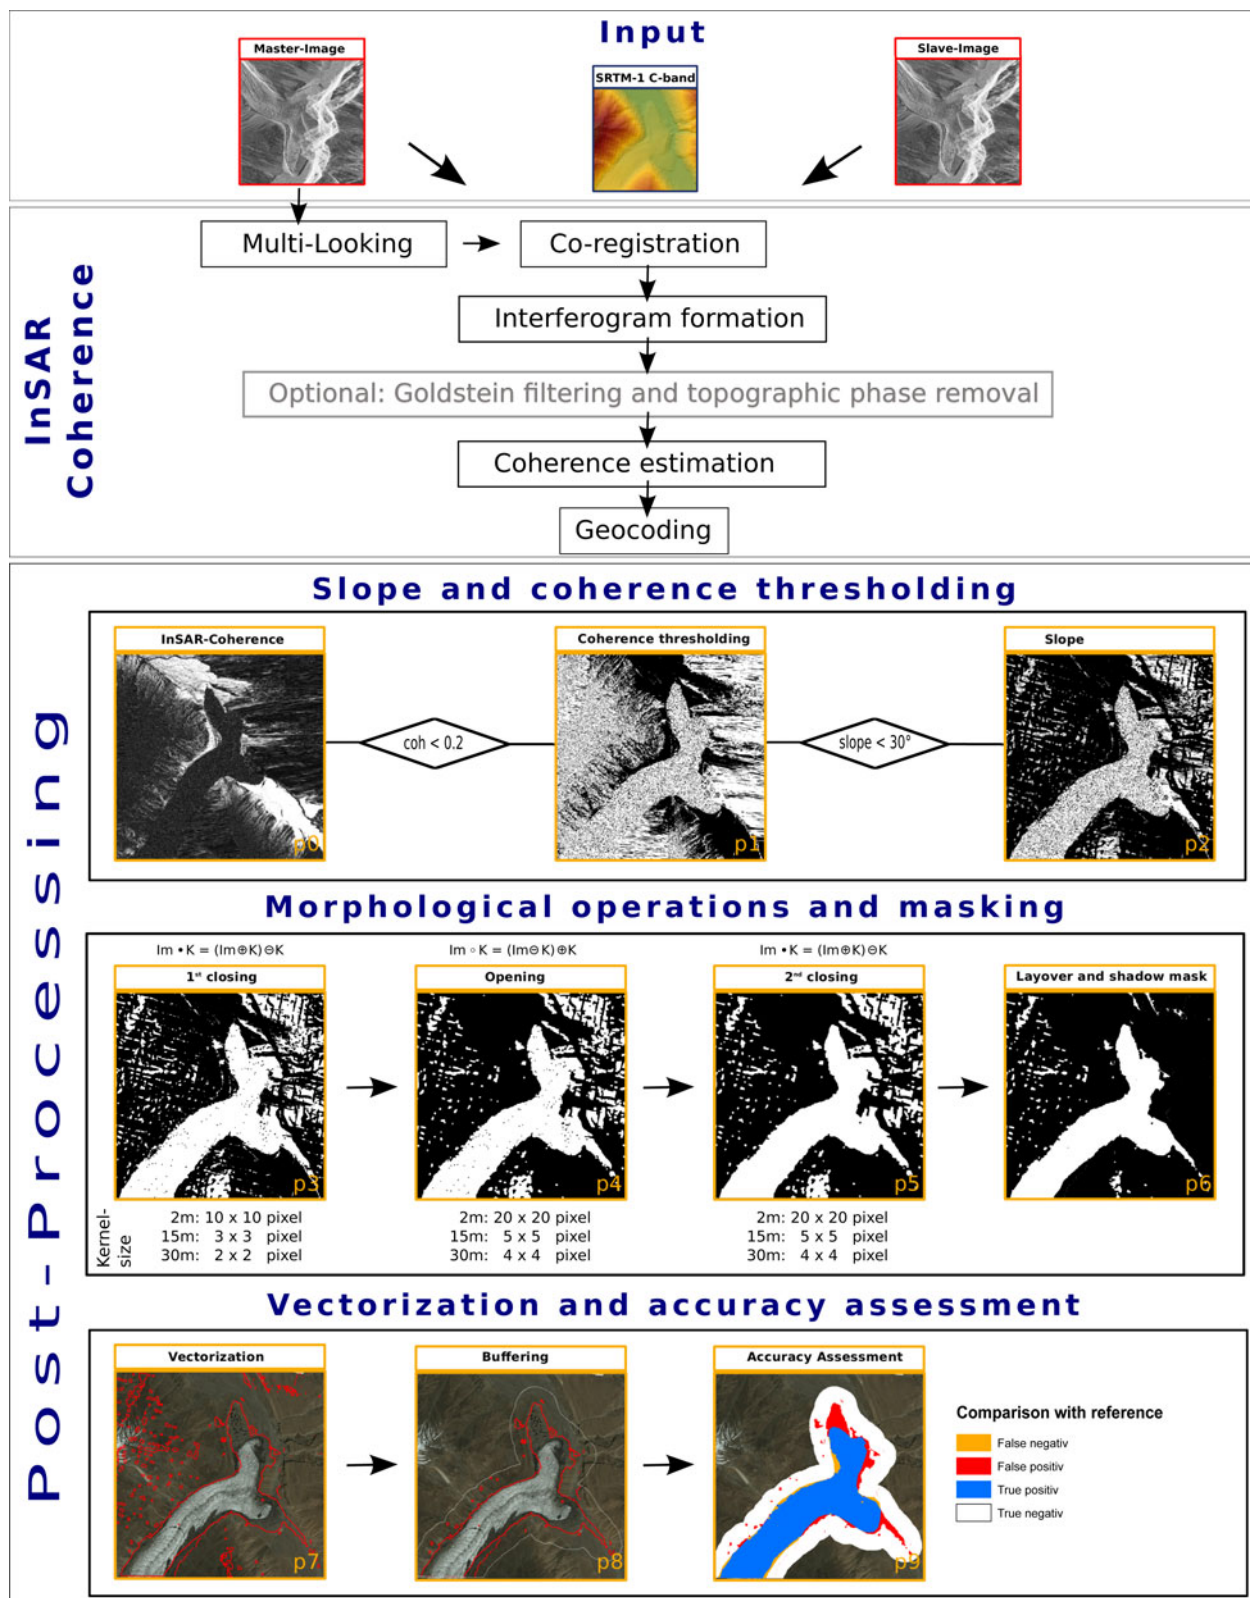 Input
Master-Image
SRTM-1 C-band
Slave-Image
InSAR
Coherence
Multi-Looking
Co-registration
Interferogram formation
Optional: Goldstein filtering and topographic phase removal
Coherence estimation
Geocoding
Post-Processing
Slope and coherence thresholding
InSAR-Coherence
p0
coh < 0.2
Coherence thresholding
p1
slope < 30°
Slope
p2
Morphological operations and masking
Im •K = (Im⊕K)⊖K
1st closing
p3
Im ∘K = (Im⊖K)⊕K
Opening
p4
Im •K = (Im⊕K)⊖K
2nd closing
p5
Layover and shadow mask
p6
Kernel-
size
2m: 10 x 10 pixel
15m: 3 x 3 pixel
30m: 2 x 2 pixel
2m: 20 x 20 pixel
15m: 5 x 5 pixel
30m: 4 x 4 pixel
2m: 20 x 20 pixel
15m: 5 x 5 pixel
30m: 4 x 4 pixel
Vectorization and accuracy assessment
Vectorization
p7
Buffering
p8
Accuracy Assessment
p9
Comparison with reference
False negativ
False positiv
True positiv
True negativ